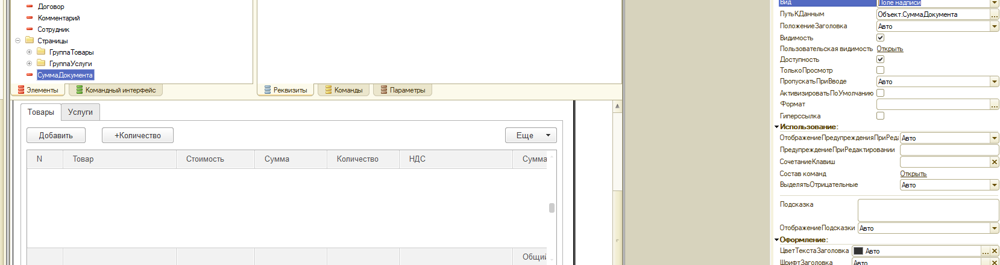 Договор
Комментарий
Сотрудник
Страницы
ГруппаТовары
ГруппаУслуги
СуммаДокумента
Элементы
Командный интерфейс
Реквизиты
Команды
Параметры
Товары
Услуги
Добавить
+Количество
Еще
N
Товар
Стоимость
Сумма
Количество
НДС
Сумма
Общий
Вид
Поле надписи
ПутьКДанным
Объект.СуммаДокумента
...
ПоложениеЗаголовка
Авто
Видимость
Пользовательская видимость
Открыть
Доступность
ТолькоПросмотр
ПропускатьПриВводе
Авто
АктивизироватьПоУмолчанию
Формат
...
Гиперссылка
Использование:
ОтображениеПредупрежденияПриРеда
Авто
ПредупреждениеПриРедактировании
СочетаниеКлавиш
Состав команд
Открыть
ВыделятьОтрицательные
Авто
Подсказка
ОтображениеПодсказки
Авто
Оформление:
ЦветТекстаЗаголовка
Авто
...
ШрифтЗаголовка
Авто